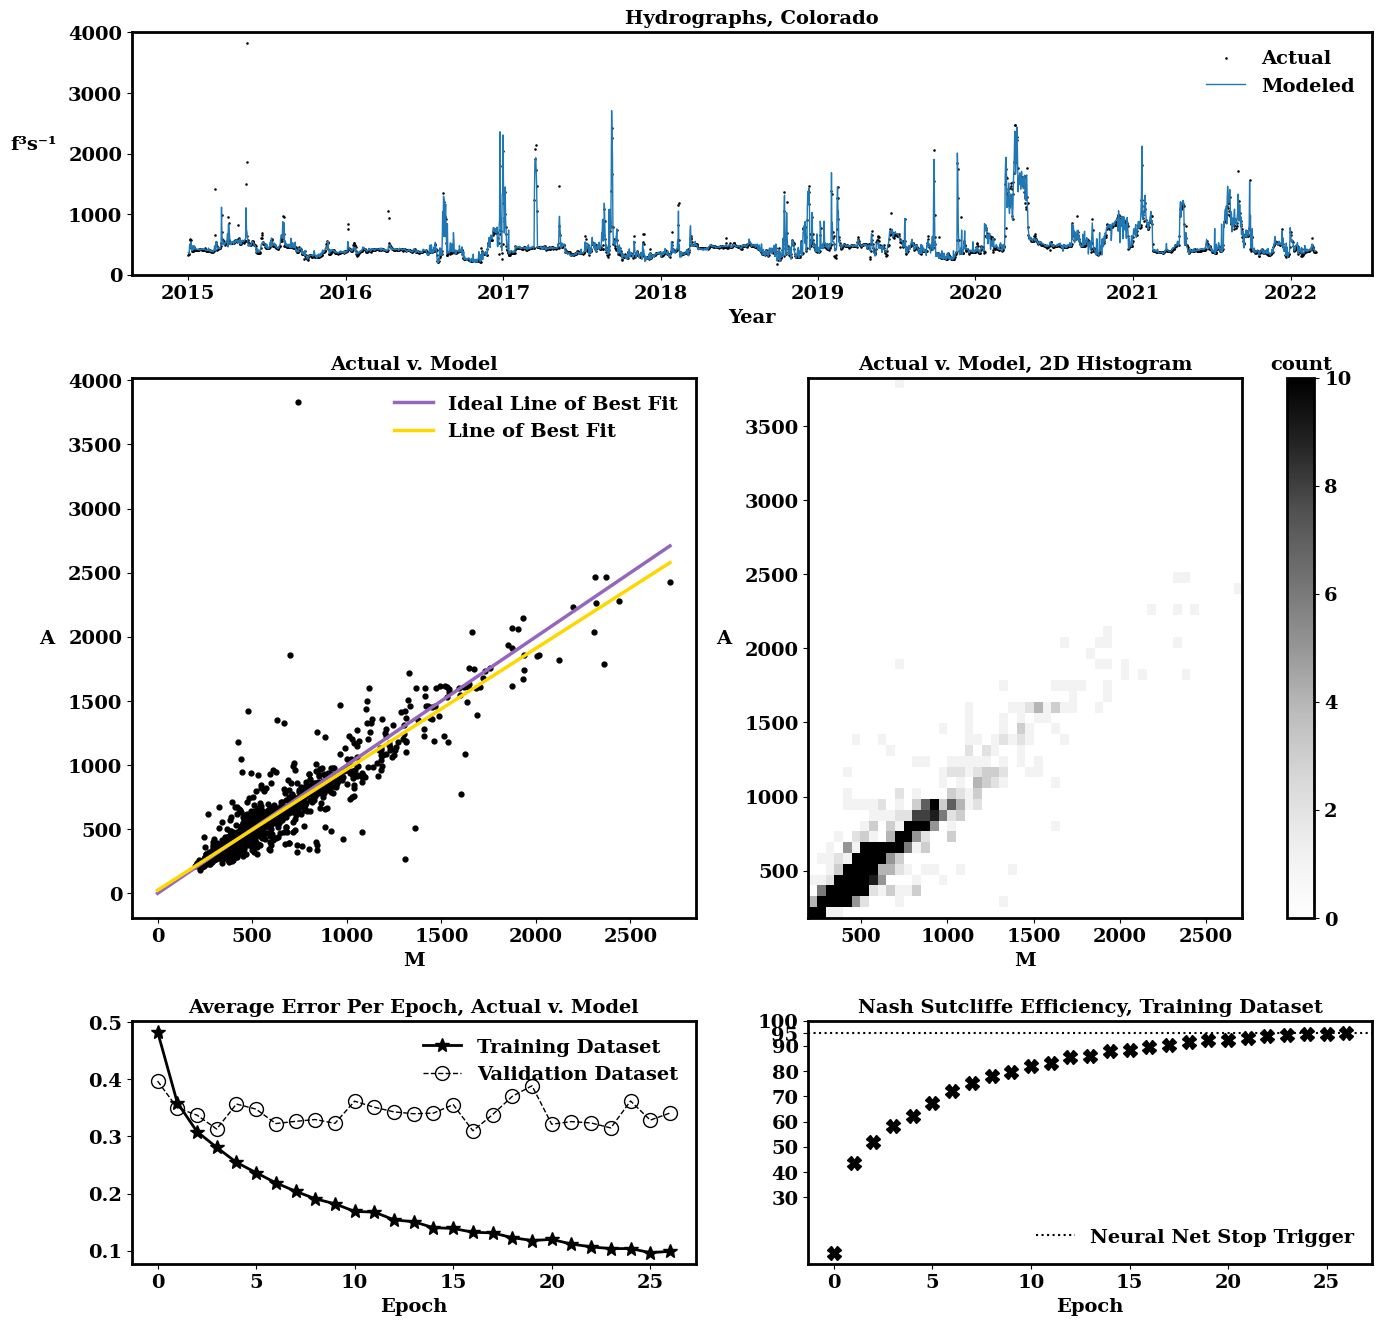 Hydrographs, Colorado
4000
3000
2000
1000
0
f³s⁻¹
Actual
Modeled
2015 2016 2017 2018 2019 2020 2021 2022
Year
Actual v. Model
4000
3500
3000
2500
2000
1500
1000
500
0
A
Ideal Line of Best Fit
Line of Best Fit
0 500 1000 1500 2000 2500
M
Actual v. Model, 2D Histogram
3500
3000
2500
2000
1500
1000
500
A
500 1000 1500 2000 2500
M
count
10
8
6
4
2
0
Average Error Per Epoch, Actual v. Model
0.5
0.4
0.3
0.2
0.1
Training Dataset
Validation Dataset
0 5 10 15 20 25
Epoch
Nash Sutcliffe Efficiency, Training Dataset
100
95
90
80
70
60
50
40
30
Neural Net Stop Trigger
0 5 10 15 20 25
Epoch